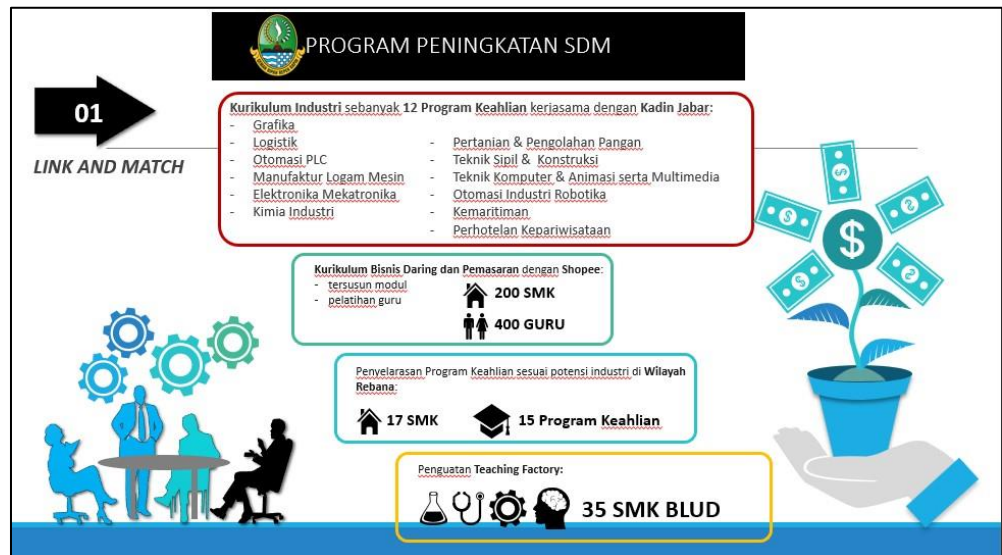 PROGRAM PENINGKATAN SDM
01
LINK AND MATCH
Kurikulum Industri sebanyak 12 Program Keahlian kerjasama dengan Kadin Jabar:
- Grafika
- Logistik
- Otomasi PLC
- Manufaktur Logam Mesin
- Elektronika Mekatronika
- Kimia Industri
- Pertanian & Pengolahan Pangan
- Teknik Sipil & Konstruksi
- Teknik Komputer & Animasi serta Multimedia
- Otomasi Industri Robotika
- Kemaritiman
- Perhotelan Kepariwisataan
Kurikulum Bisnis Daring dan Pemasaran dengan Shopee:
- tersusun modul
- pelatihan guru
200 SMK
400 GURU
Penyelarasan Program Keahlian sesuai potensi industri di Wilayah
Rebana:
17 SMK
15 Program Keahlian
Penguatan Teaching Factory:
35 SMK BLUD